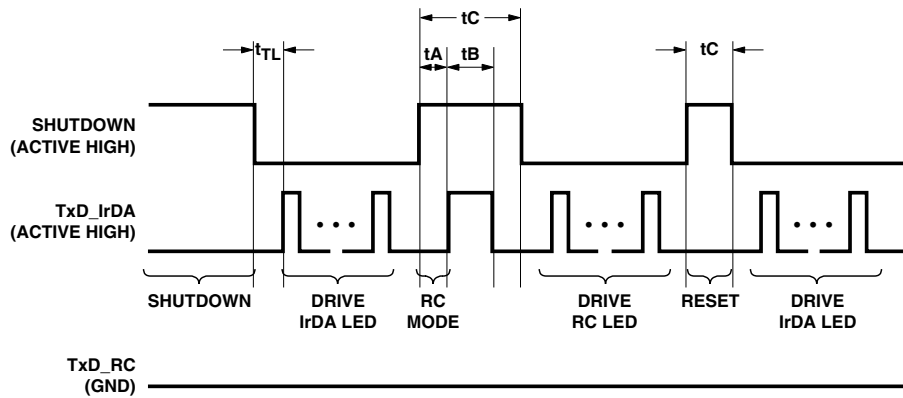 tC
tTL
tA
tB
tC
SHUTDOWN
(ACTIVE HIGH)
TxD_IrDA
(ACTIVE HIGH)
SHUTDOWN
DRIVE
IrDA LED
RC
MODE
DRIVE
RC LED
RESET
DRIVE
IrDA LED
TxD_RC
(GND)